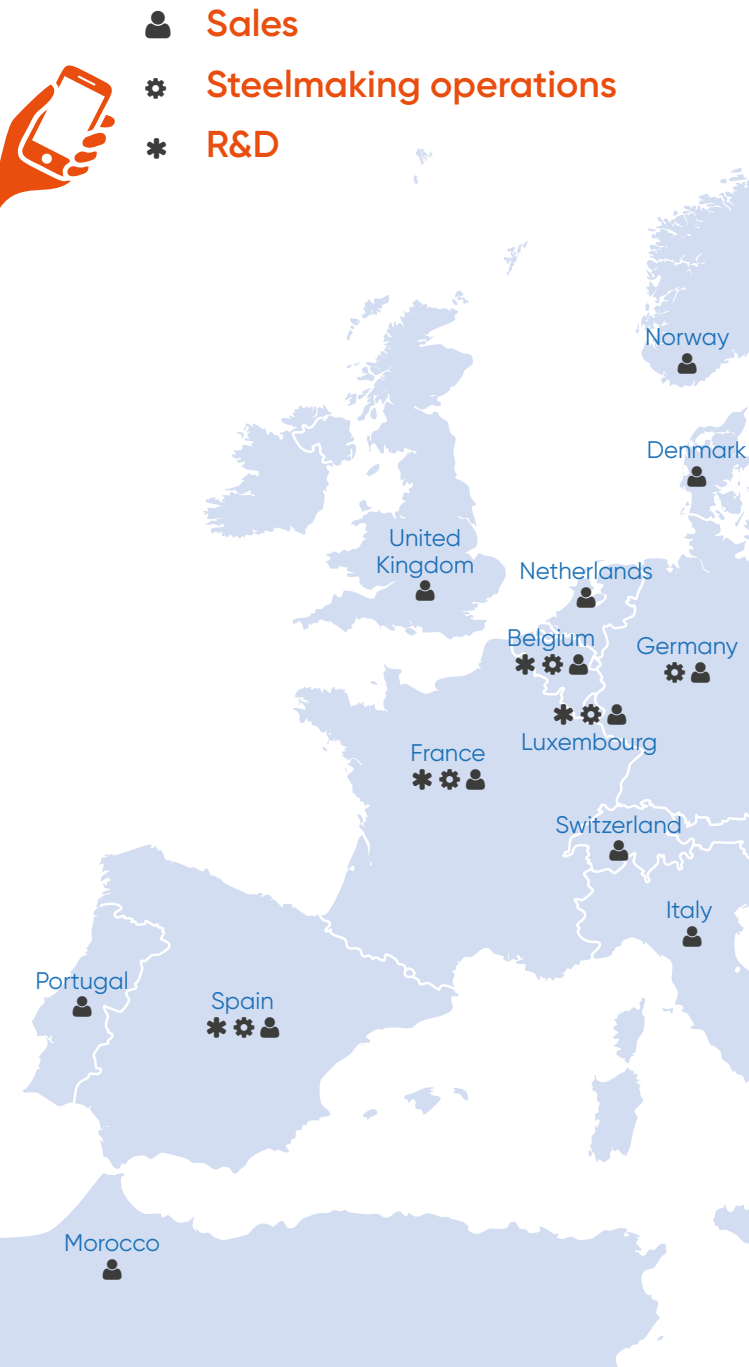 Sales
Steelmaking operations
R&D
Norway
Denmark
United
Kingdom
Netherlands
Belgium
Germany
Luxembourg
France
Switzerland
Italy
Portugal
Spain
Morocco